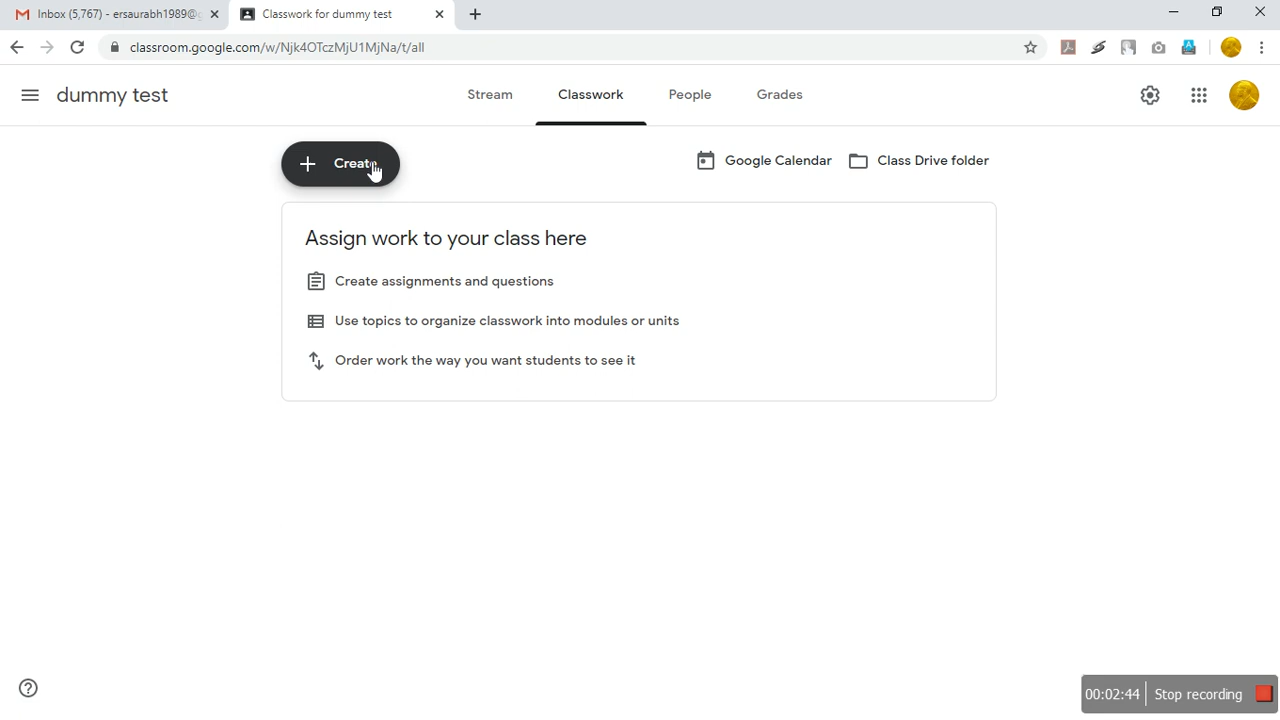 Inbox (5,767) - ersaurabh1989@g
Classwork for dummy test
classroom.google.com/w/Njk4OTczMjU1MjNa/t/all
dummy test
Stream
Classwork
People
Grades
Create
Google Calendar
Class Drive folder
Assign work to your class here
Create assignments and questions
Use topics to organize classwork into modules or units
Order work the way you want students to see it
00:02:44
Stop recording